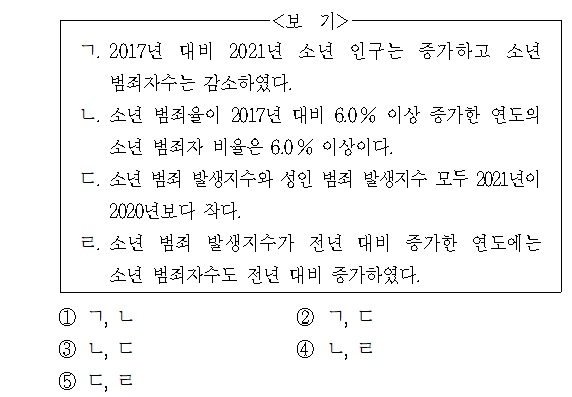 <보 기>
ㄱ. 2017년 대비 2021년 소년 인구는 증가하고 소년
범죄자수는 감소하였다.
ㄴ. 소년 범죄율이 2017년 대비 6.0% 이상 증가한 연도의
소년 범죄자 비율은 6.0% 이상이다.
ㄷ. 소년 범죄 발생지수와 성인 범죄 발생지수 모두 2021년이
2020년보다 작다.
ㄹ. 소년 범죄 발생지수가 전년 대비 증가한 연도에는
소년 범죄자수도 전년 대비 증가하였다.
① ㄱ, ㄴ ② ㄱ, ㄷ
③ ㄴ, ㄷ ④ ㄴ, ㄹ
⑤ ㄷ, ㄹ